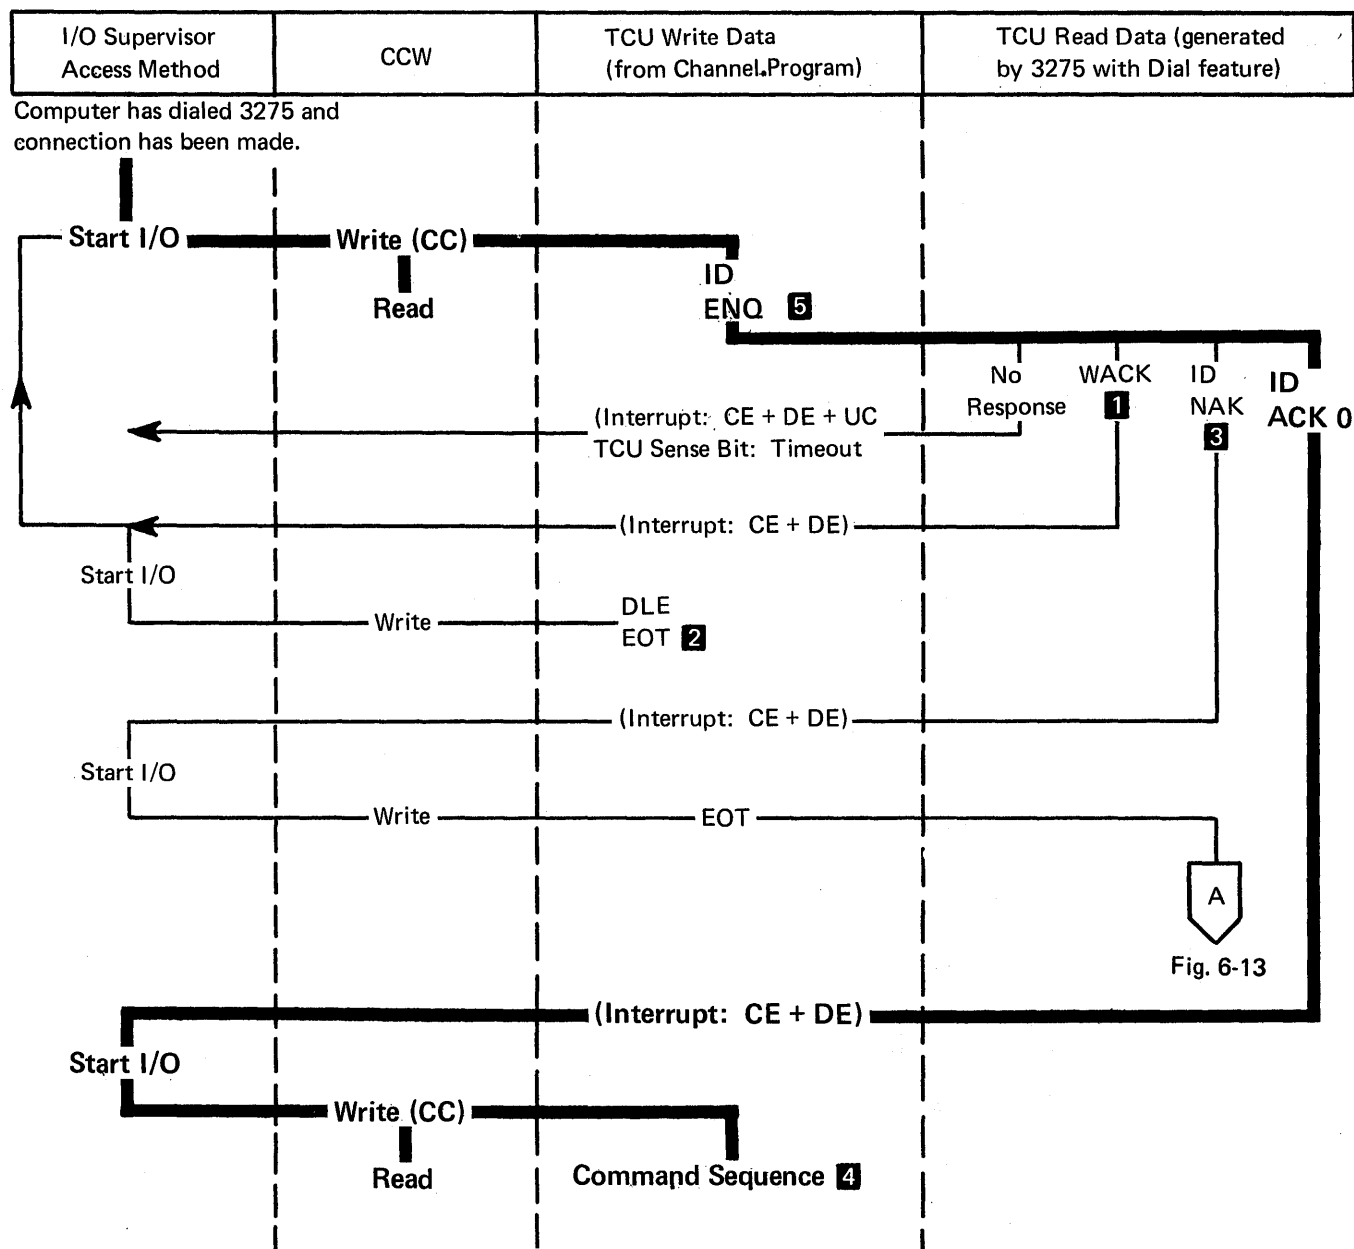 I/O Supervisor
Access Method
CCW
TCU Write Data
(from Channel.Program)
TCU Read Data (generated
by 3275 with Dial feature)
Computer has dialed 3275 and
connection has been made.
Start I/O
Write (CC)
Read
ID
ENQ 5
No
Response
WACK
1
ID
NAK
3
ID
ACK 0
(Interrupt: CE + DE + UC
TCU Sense Bit: Timeout
(Interrupt: CE + DE)
Start I/O
Write
DLE
EOT 2
(Interrupt: CE + DE)
Start I/O
Write
EOT
A
Fig. 6-13
(Interrupt: CE + DE)
Start I/O
Write (CC)
Read
Command Sequence 4